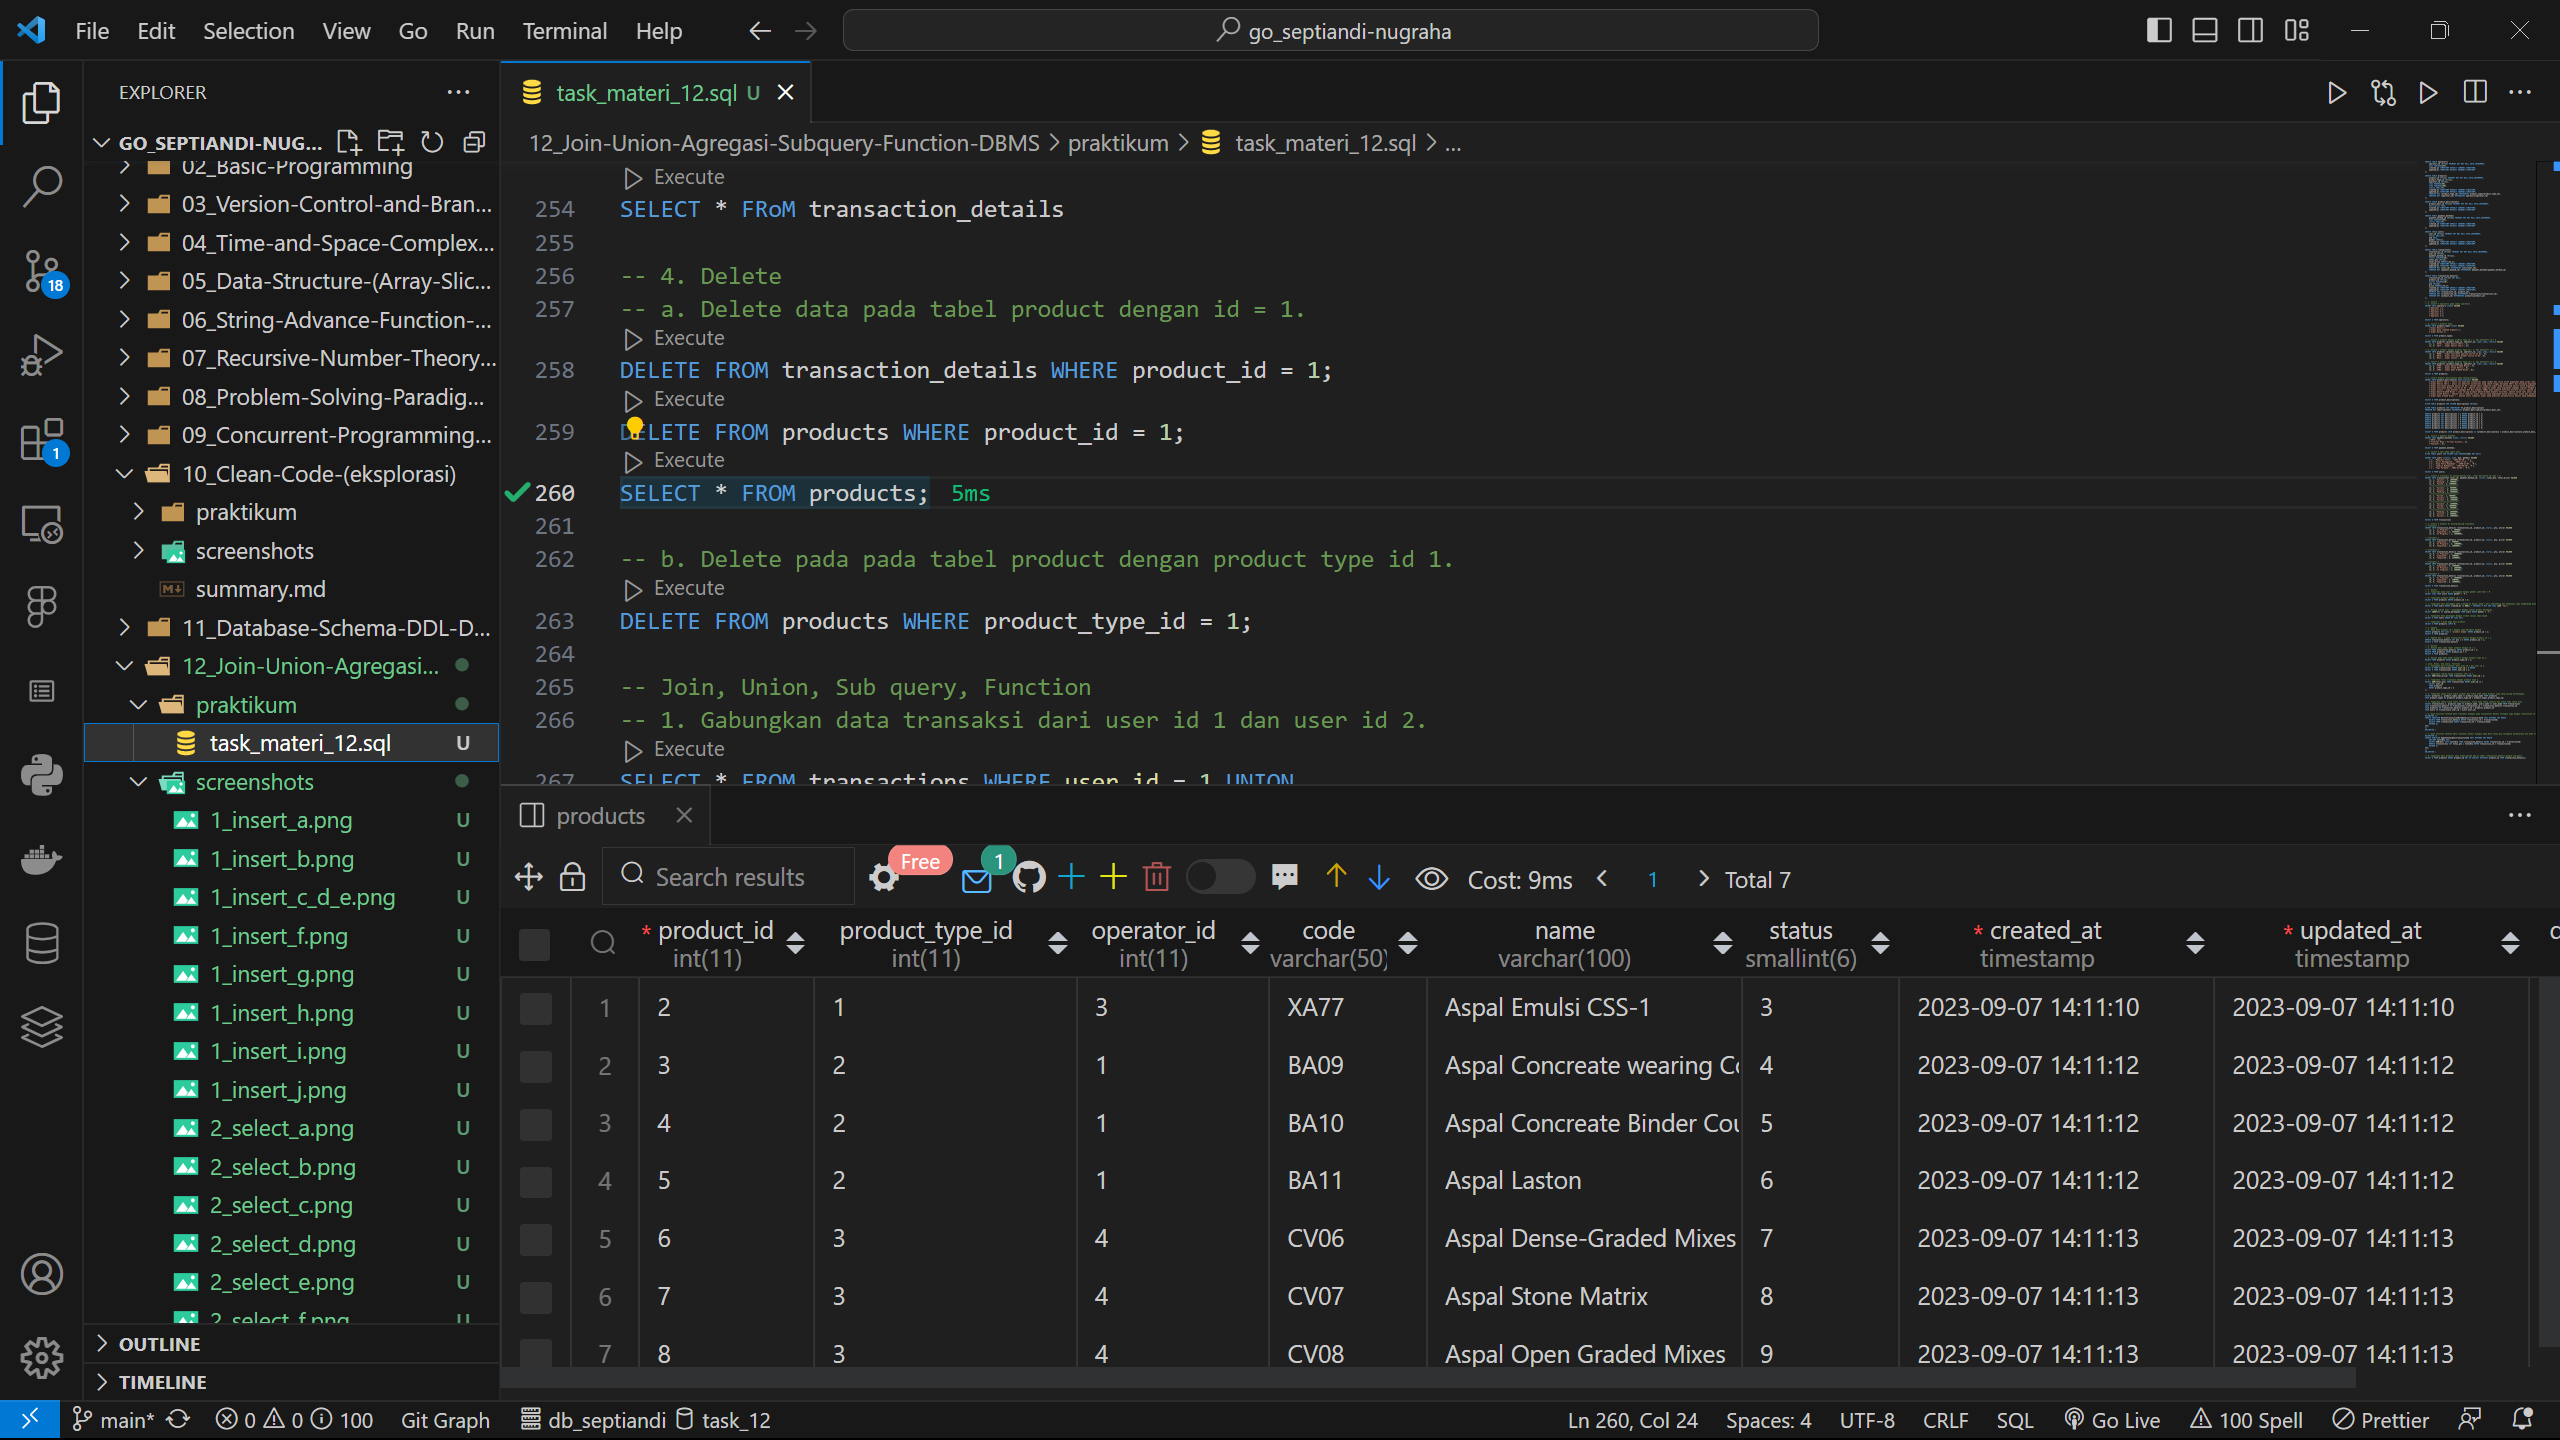 File Edit Selection View Go Run Terminal Help
go_septiandi-nugraha
EXPLORER
GO_SEPTIANDI-NUG...
02_Basic-Programming
03_Version-Control-and-Bran...
04_Time-and-Space-Complex...
05_Data-Structure-(Array-Slic...
06_String-Advance-Function-...
07_Recursive-Number-Theory...
08_Problem-Solving-Paradig...
09_Concurrent-Programming...
10_Clean-Code-(eksplorasi)
praktikum
screenshots
summary.md
11_Database-Schema-DDL-D...
12_Join-Union-Agregasi...
praktikum
task_materi_12.sql U
screenshots
1_insert_a.png U
1_insert_b.png U
1_insert_c_d_e.png U
1_insert_f.png U
1_insert_g.png U
1_insert_h.png U
1_insert_i.png U
1_insert_j.png U
2_select_a.png U
2_select_b.png U
2_select_c.png U
2_select_d.png U
2_select_e.png U
2_select_f.png U
OUTLINE
TIMELINE
18
1
task_materi_12.sql U
12_Join-Union-Agregasi-Subquery-Function-DBMS > praktikum > task_materi_12.sql > ...
Execute
254 SELECT * FRoM transaction_details
255
256 -- 4. Delete
257 -- a. Delete data pada tabel product dengan id = 1.
Execute
258 DELETE FROM transaction_details WHERE product_id = 1;
Execute
259 DELETE FROM products WHERE product_id = 1;
Execute
260 SELECT * FROM products; 5ms
261
262 -- b. Delete pada pada tabel product dengan product type id 1.
Execute
263 DELETE FROM products WHERE product_type_id = 1;
264
265 -- Join, Union, Sub query, Function
266 -- 1. Gabungkan data transaksi dari user id 1 dan user id 2.
Execute
267 SELECT * FROM transactions WHERE user_id = 1 UNION
products
Search results Free 1 Cost: 9ms 1 Total 7
* product_id product_type_id operator_id code name status * created_at * updated_at
int(11) int(11) int(11) varchar(50) varchar(100) smallint(6) timestamp timestamp
1 2 1 3 XA77 Aspal Emulsi CSS-1 3 2023-09-07 14:11:10 2023-09-07 14:11:10
2 3 2 1 BA09 Aspal Concreate wearing Co 4 2023-09-07 14:11:12 2023-09-07 14:11:12
3 4 2 1 BA10 Aspal Concreate Binder Cou 5 2023-09-07 14:11:12 2023-09-07 14:11:12
4 5 2 1 BA11 Aspal Laston 6 2023-09-07 14:11:12 2023-09-07 14:11:12
5 6 3 4 CV06 Aspal Dense-Graded Mixes 7 2023-09-07 14:11:13 2023-09-07 14:11:13
6 7 3 4 CV07 Aspal Stone Matrix 8 2023-09-07 14:11:13 2023-09-07 14:11:13
7 8 3 4 CV08 Aspal Open Graded Mixes 9 2023-09-07 14:11:13 2023-09-07 14:11:13
main* 0 0 100 Git Graph db_septiandi task_12 Ln 260, Col 24 Spaces: 4 UTF-8 CRLF SQL Go Live 100 Spell Prettier